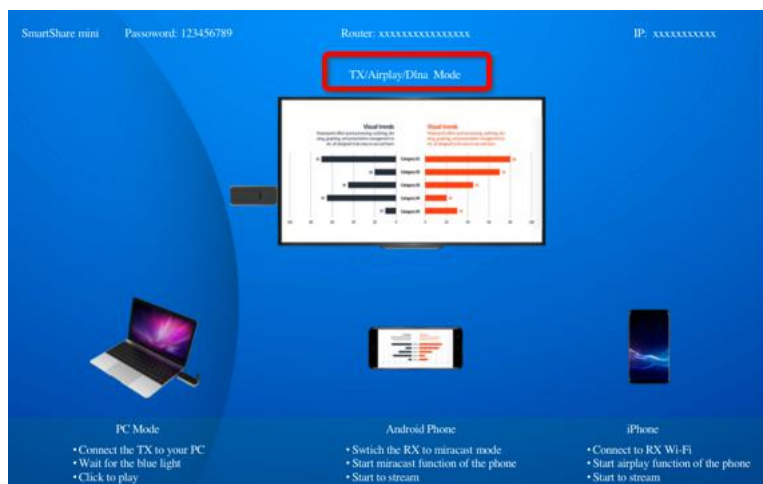 SmartShare mini Passoword: 123456789 Router: xxxxxxxxxxxxxxxx IP: xxxxxxxxxxx
TX/Airplay/Dlna Mode
Visual trends Visual trends
PC Mode
• Connect the TX to your PC
• Wait for the blue light
• Click to play
Android Phone
• Swtich the RX to miracast mode
• Start miracast function of the phone
• Start to stream
iPhone
• Connect to RX Wi-Fi
• Start airplay function of the phone
• Start to stream